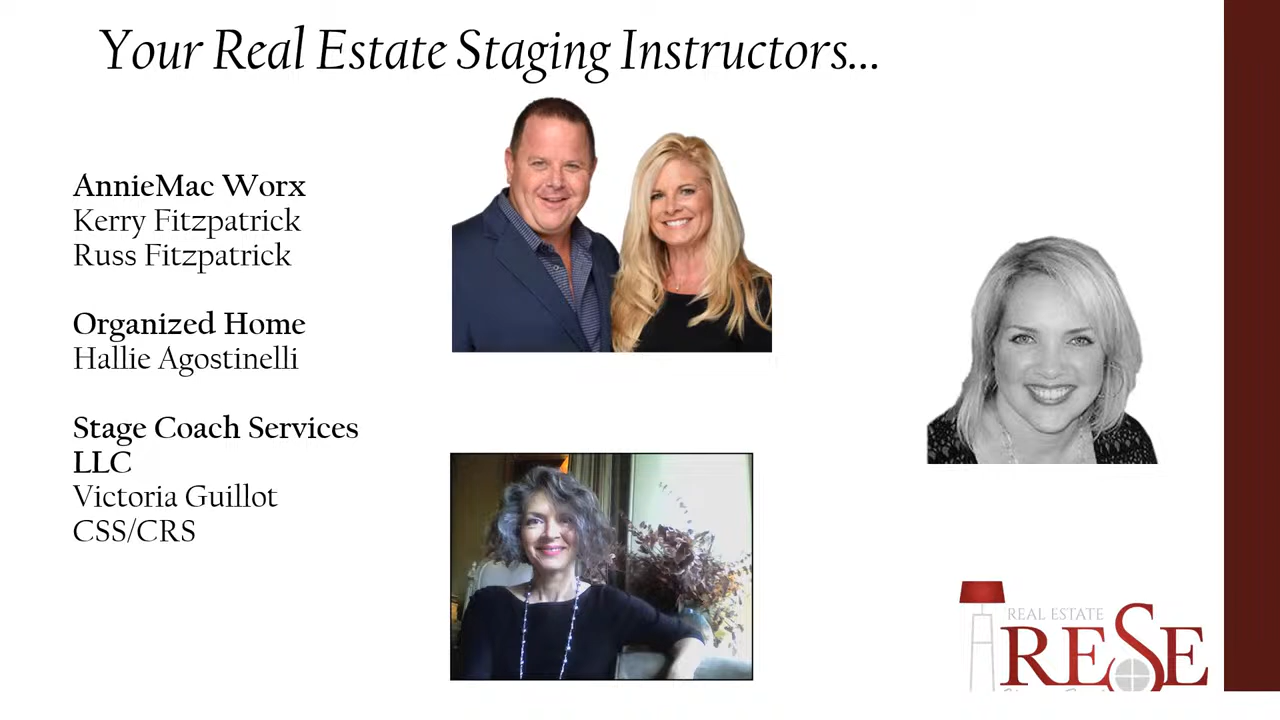 Your Real Estate Staging Instructors...
AnnieMac Worx
Kerry Fitzpatrick
Russ Fitzpatrick
Organized Home
Hallie Agostinelli
Stage Coach Services
LLC
Victoria Guillot
CSS/CRS
REAL ESTATE
RESE